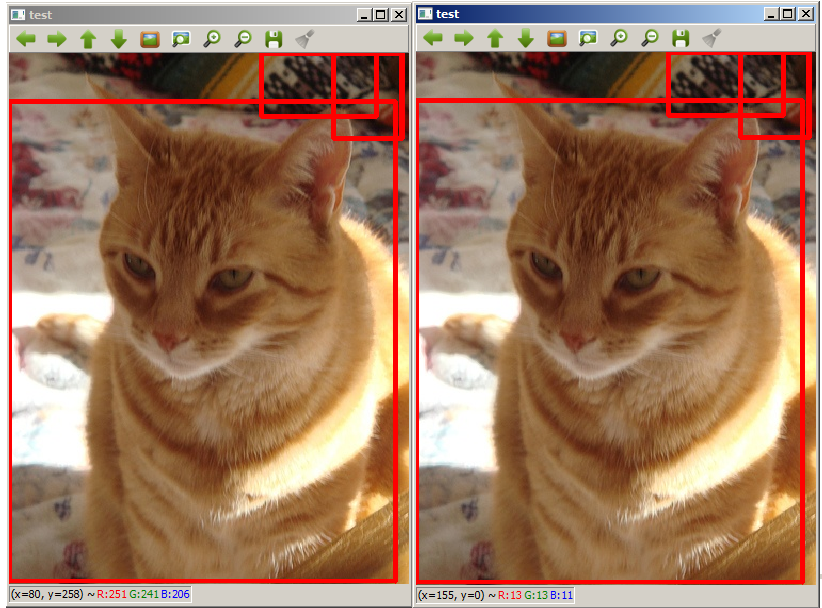 test
test
(x=80, y=258) ~ R:251 G:241 B:206
(x=155, y=0) ~ R:13 G:13 B:11